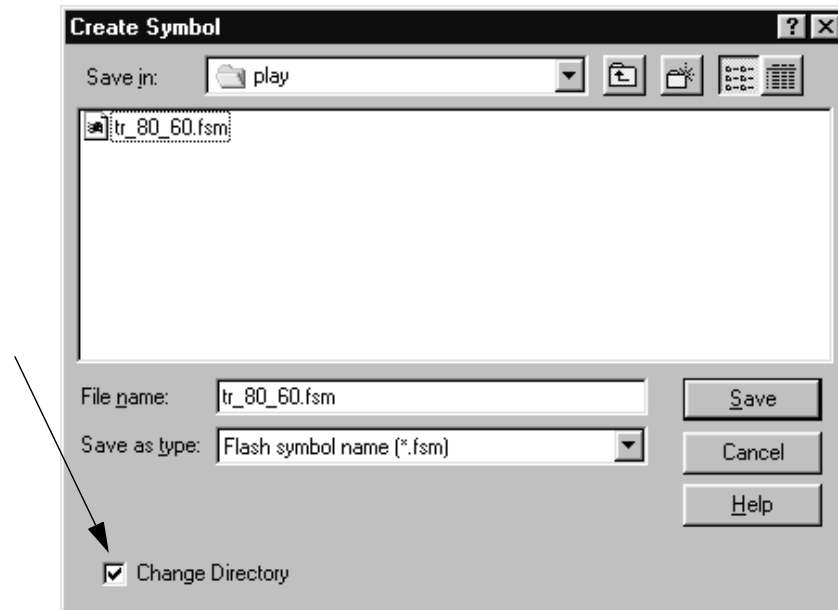 Create Symbol
Save in: play
tr_80_60.fsm
File name: tr_80_60.fsm
Save
Save as type: Flash symbol name (*.fsm)
Cancel
Help
Change Directory